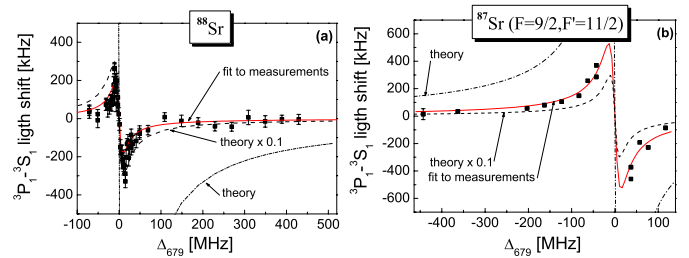 ⁸⁸Sr
(a)
³P₁-³S₁ ligth shift [kHz]
400
200
0
-200
-400
fit to measurements
theory x 0.1
theory
-100 0 100 200 300 400 500
Δ₆₇₉ [MHz]
⁸⁷Sr (F=9/2,F'=11/2)
(b)
³P₁-³S₁ ligth shift [kHz]
600
400
200
0
-200
-400
-600
theory
theory x 0.1
fit to measurements
-400 -200 0 100
Δ₆₇₉ [MHz]